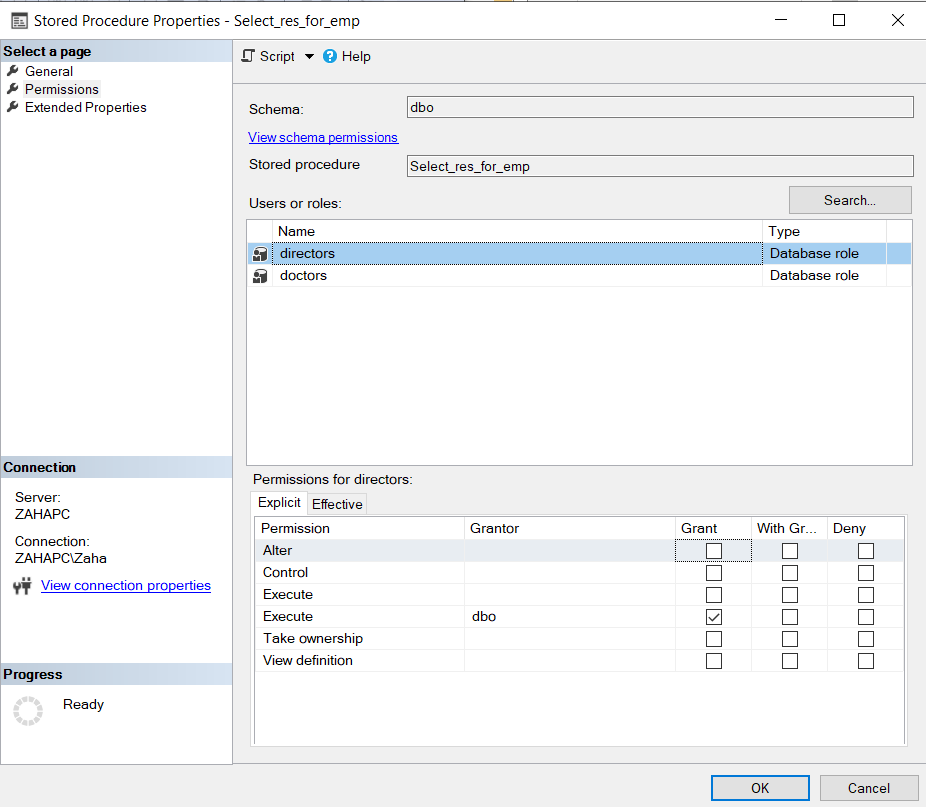 Stored Procedure Properties - Select_res_for_emp
Select a page
General
Permissions
Extended Properties
Script
Help
Schema:
dbo
View schema permissions
Stored procedure
Select_res_for_emp
Search...
Users or roles:
Name Type
directors Database role
doctors Database role
Permissions for directors:
Explicit Effective
Permission Grantor Grant With Gr... Deny
Alter
Control
Execute
Execute dbo
Take ownership
View definition
Connection
Server:
ZAHAPC
Connection:
ZAHAPC\Zaha
View connection properties
Progress
Ready
OK Cancel